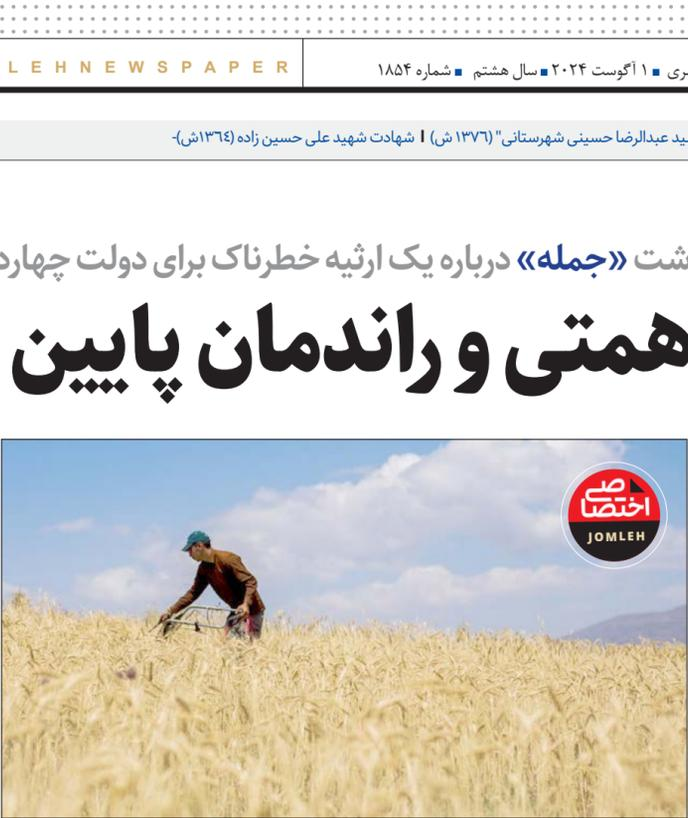 LEHNEWSPAPER
ری ▪ ۱ آگوست ۲۰۲۴ ▪ سال هشتم ▪ شماره ۱۸۵۴
ید عبدالرضا حسینی شهرستانی" (۱۳۷۶ ش) | شهادت شهید علی حسین زاده (۱۳۶۴ش)-
شت «جمله» درباره یک ارثیه خطرناک برای دولت چهارد
همتی و راندمان پایین
اختصاصی
JOMLEH